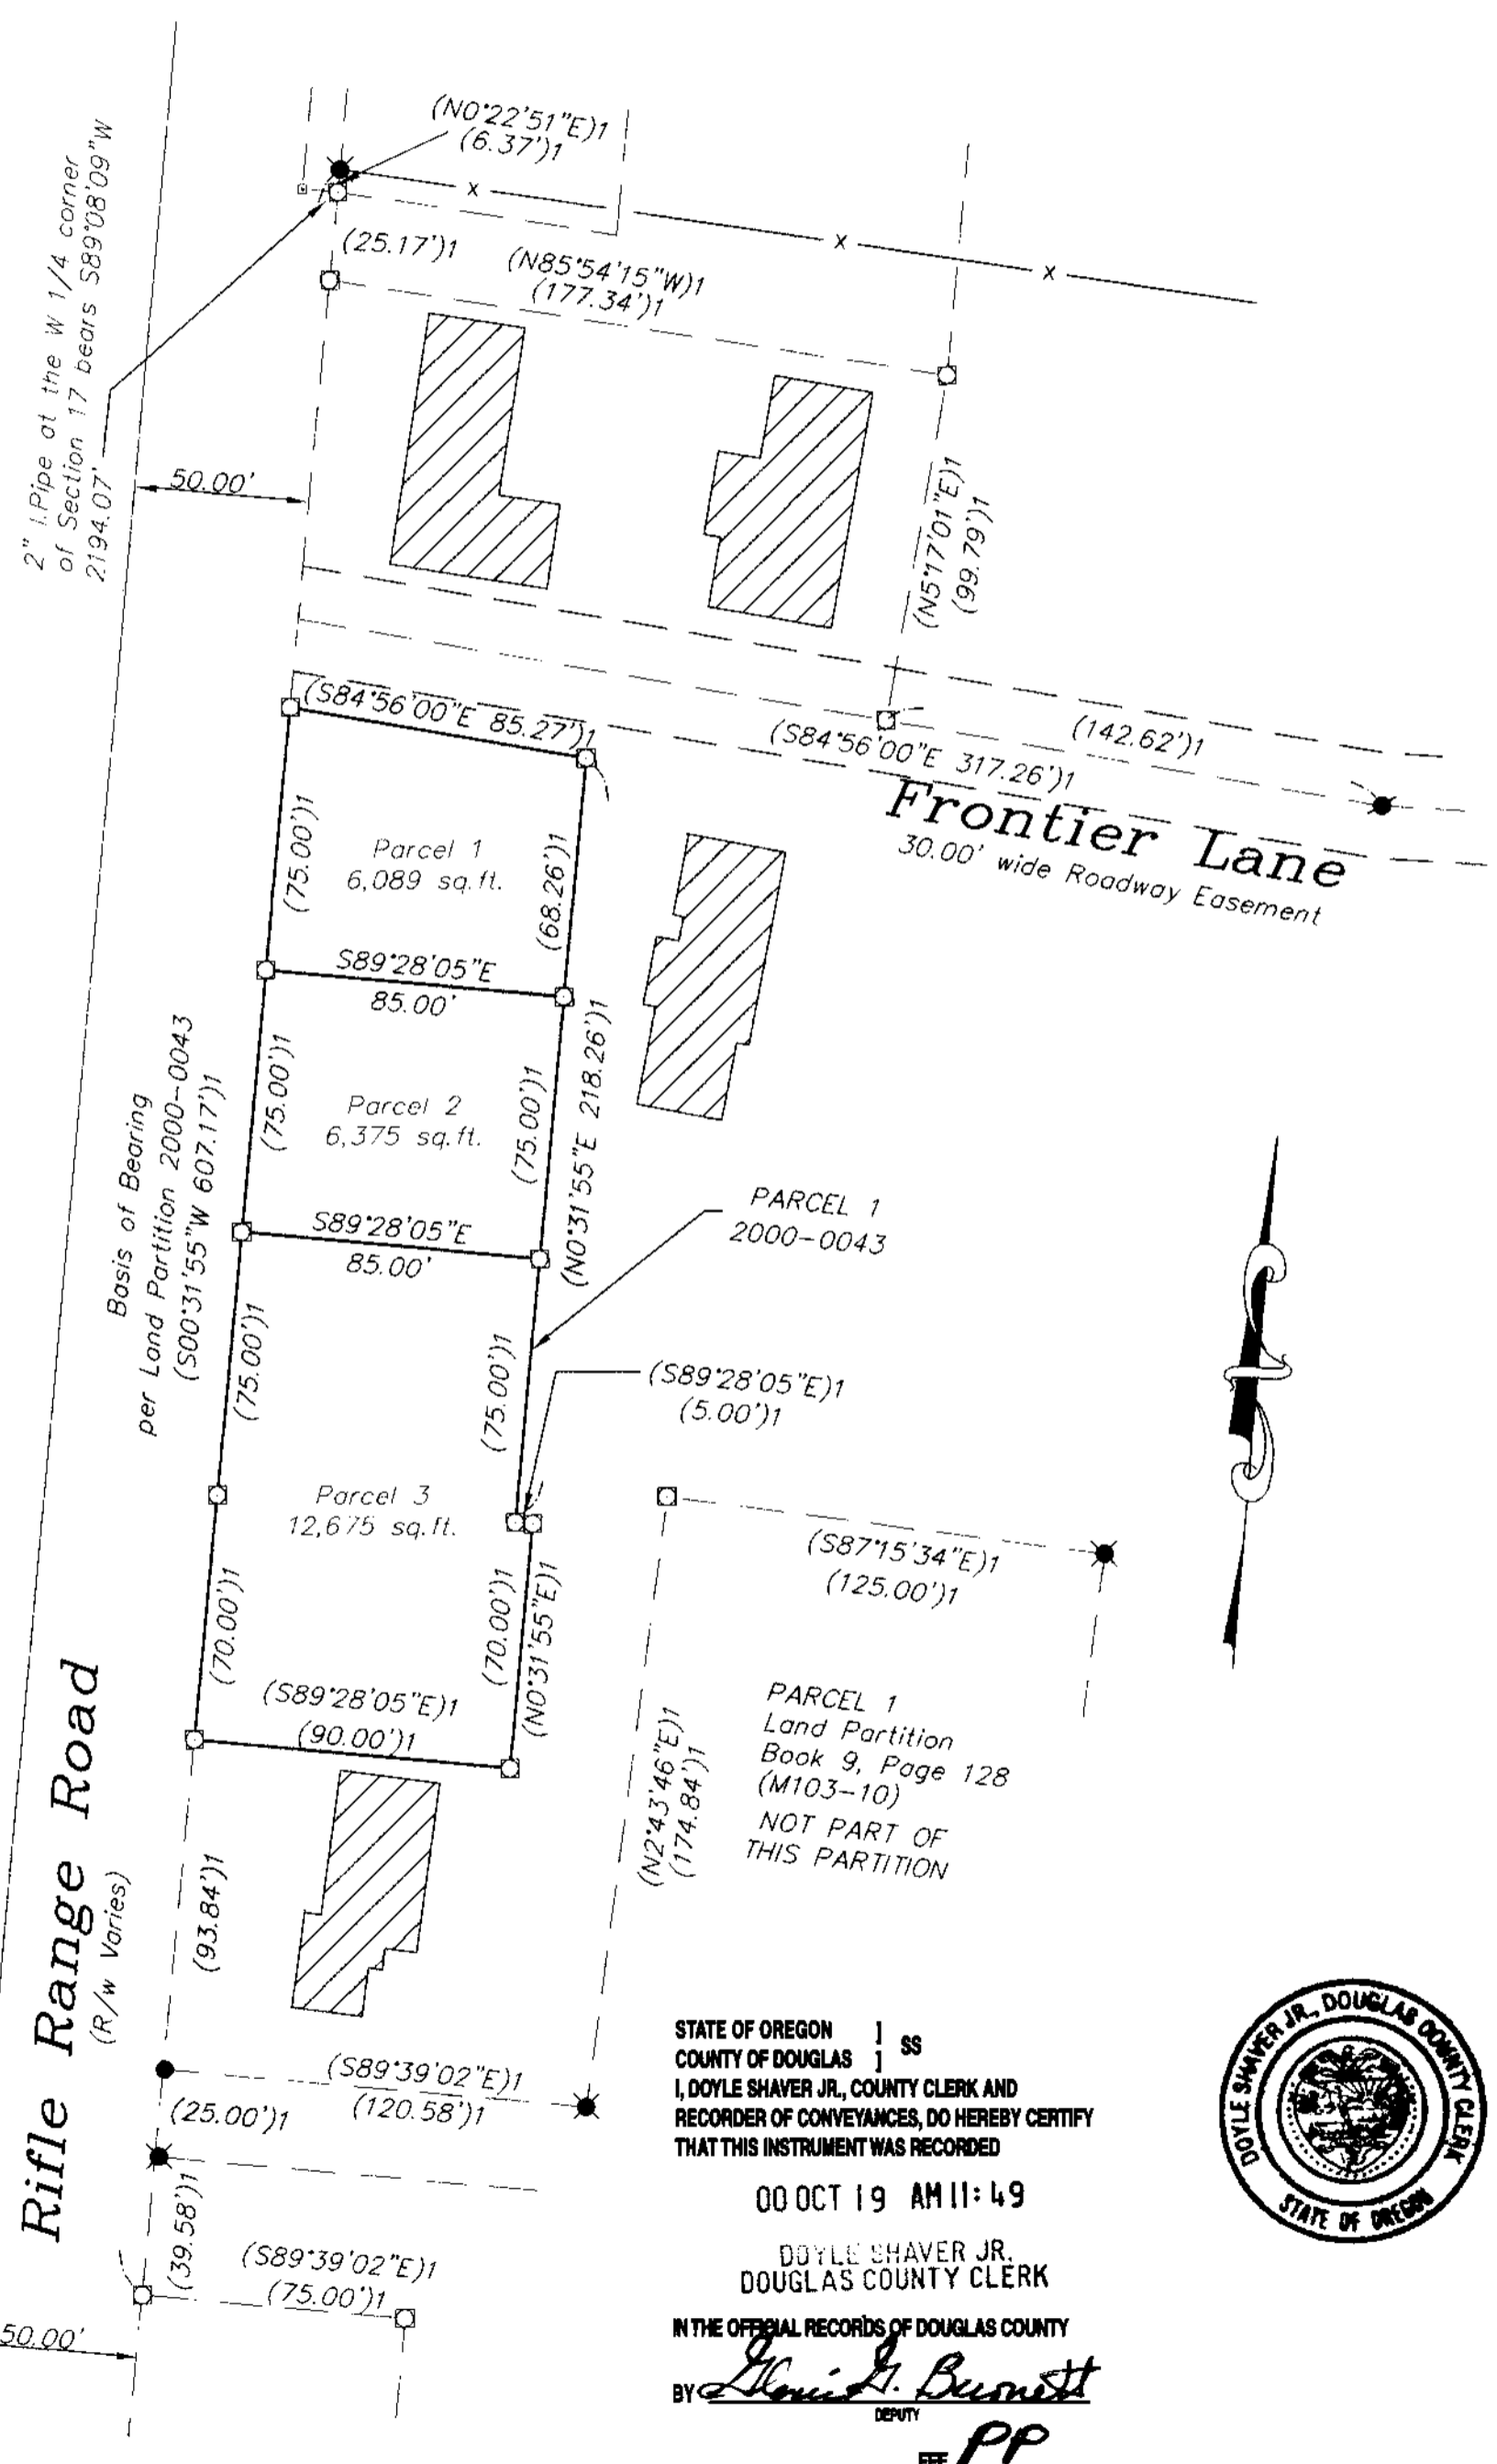 2" I.Pipe at the W 1/4 corner
of Section 17 bears S89°08'09"W
2194.07'
(N0°22'51"E)1
(6.37')1
x
x
x
(25.17')1
(N85°54'15"W)1
(177.34')1
50.00'
(N5°17'01"E)1
(99.79')1
(S84°56'00"E 85.27')1
(S84°56'00"E 317.26')1
(142.62')1
Frontier Lane
30.00' wide Roadway Easement
(75.00')1
Parcel 1
6,089 sq.ft.
(68.26')1
S89°28'05"E
85.00'
Basis of Bearing
per Land Partition 2000-0043
(S00°31'55"W 607.17')1
(75.00')1
Parcel 2
6,375 sq.ft.
(75.00')1
(N0°31'55"E 218.26')1
S89°28'05"E
85.00'
PARCEL 1
2000-0043
(75.00')1
(75.00')1
(S89°28'05"E)1
(5.00')1
Parcel 3
12,675 sq.ft.
(70.00')1
(70.00')1
(N0°31'55"E)1
(S87°15'34"E)1
(125.00')1
(S89°28'05"E)1
(90.00')1
(N2°43'46"E)1
(174.84')1
PARCEL 1
Land Partition
Book 9, Page 128
(M103-10)
NOT PART OF
THIS PARTITION
Rifle Range Road
(R/w Varies)
(93.84')1
(S89°39'02"E)1
(120.58')1
(25.00')1
(39.58')1
(S89°39'02"E)1
(75.00')1
50.00'
STATE OF OREGON ] SS
COUNTY OF DOUGLAS ]
I, DOYLE SHAVER JR., COUNTY CLERK AND
RECORDER OF CONVEYANCES, DO HEREBY CERTIFY
THAT THIS INSTRUMENT WAS RECORDED
00 OCT 19 AM 11:49
DOYLE SHAVER JR.
DOUGLAS COUNTY CLERK
IN THE OFFICIAL RECORDS OF DOUGLAS COUNTY
BY Glenis G. Burnett
DEPUTY
FEE PP
DOYLE SHAVER JR., DOUGLAS COUNTY CLERK
STATE OF OREGON